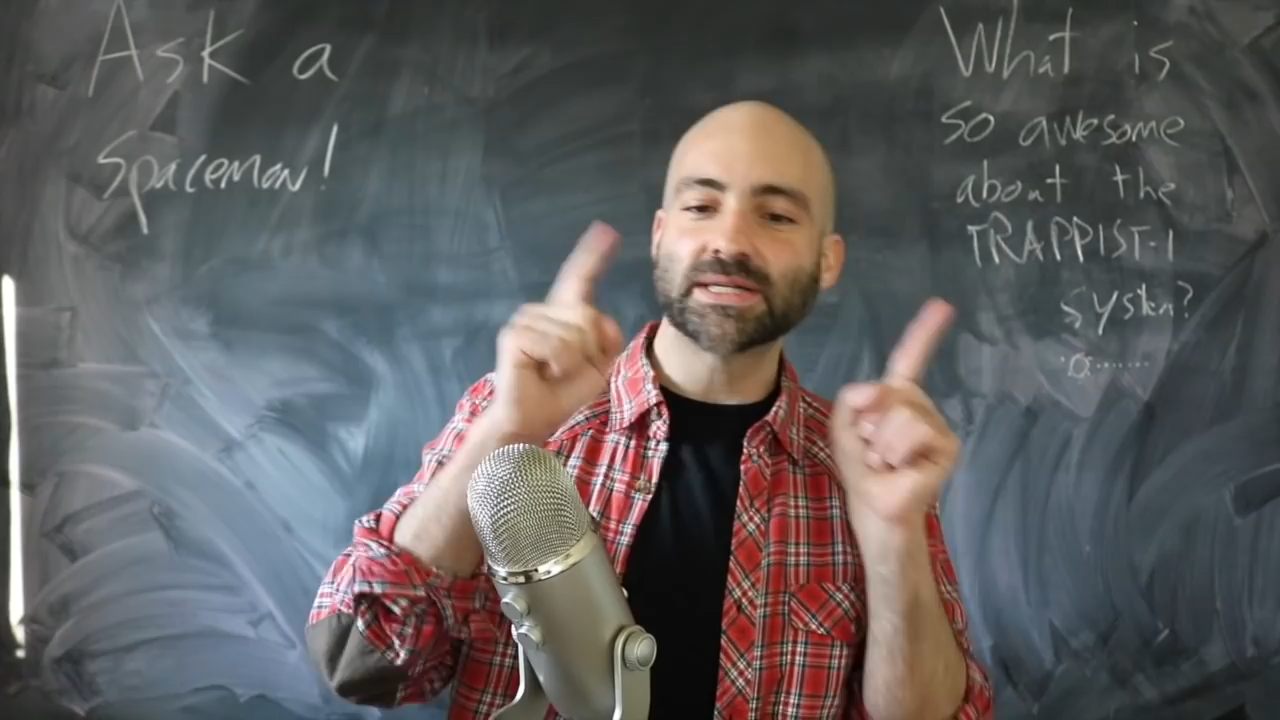 Ask a
Spaceman!
What is
so awesome
about the
TRAPPIST-1
system?